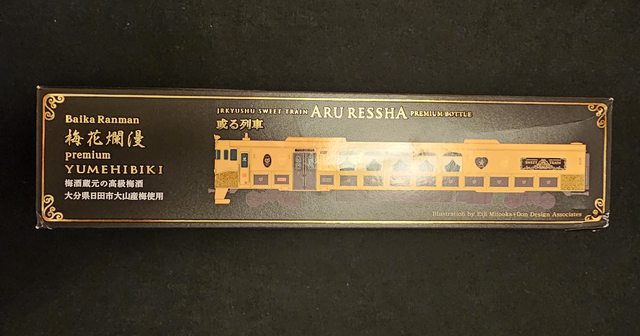 Baika Ranman
梅花爛漫
premium
YUMEHIBIKI
梅酒蔵元の高級梅酒
大分県日田市大山産梅使用
JRKYUSHU SWEET TRAIN ARU RESSHA PREMIUM BOTTLE
或る列車
SWEET TRAIN
Illustration by Eiji Mitooka+Don Design Associates